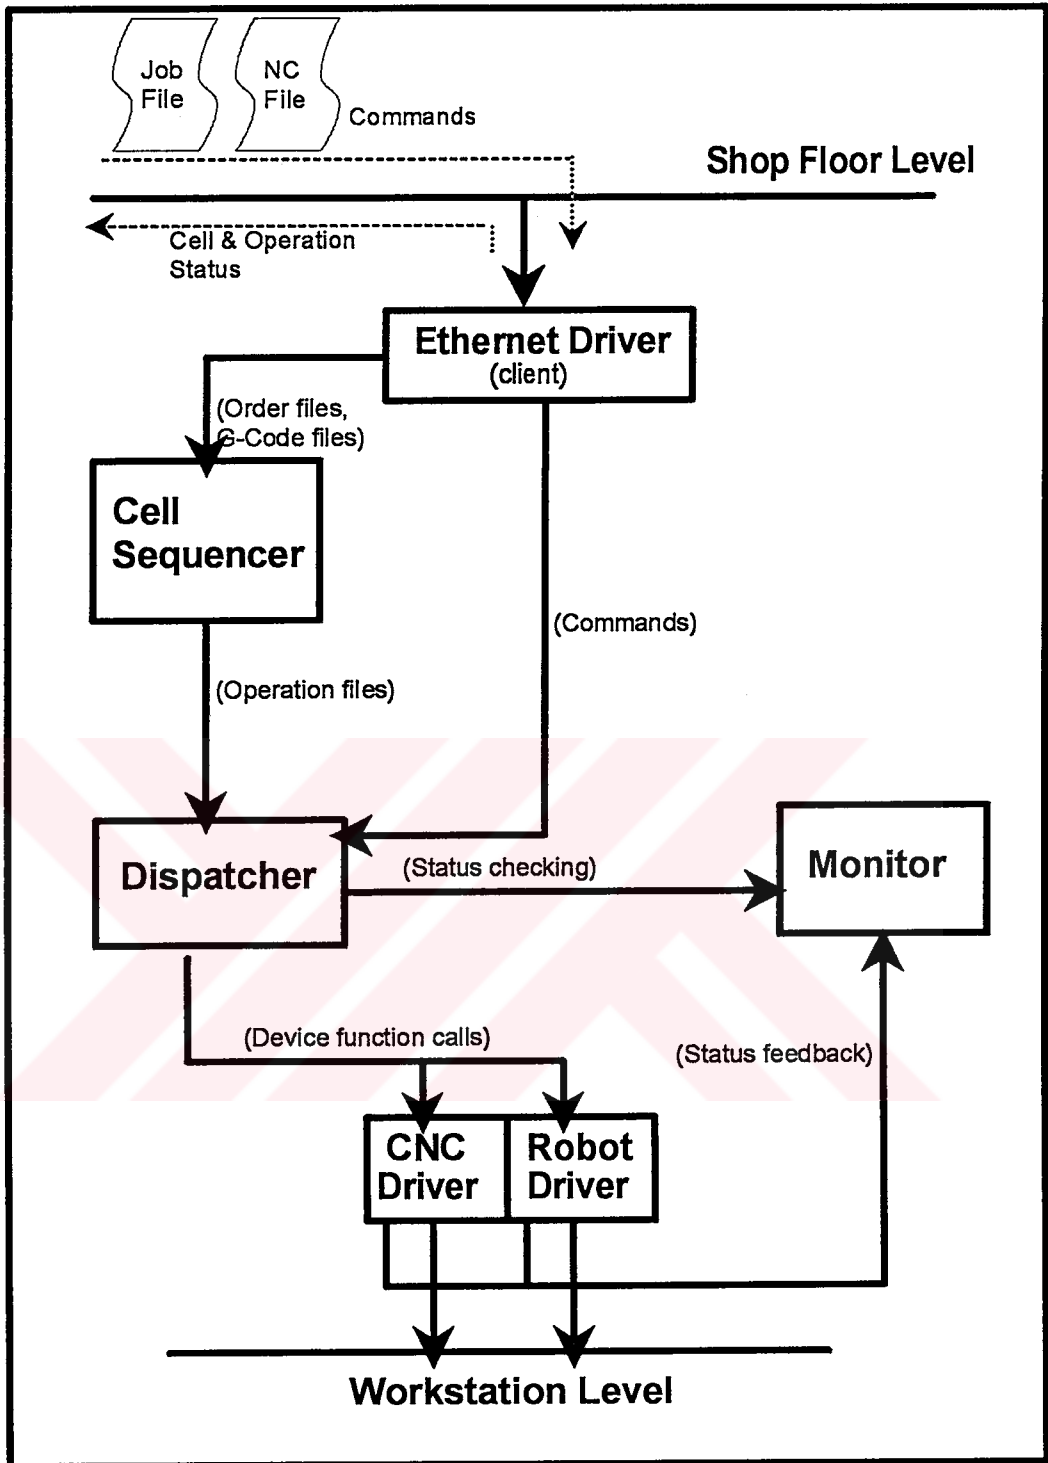 Job
File
NC
File
Commands
Shop Floor Level
Cell & Operation
Status
Ethernet Driver
(client)
(Order files,
G-Code files)
Cell
Sequencer
(Commands)
(Operation files)
Dispatcher
(Status checking)
Monitor
(Device function calls)
(Status feedback)
CNC
Driver
Robot
Driver
Workstation Level